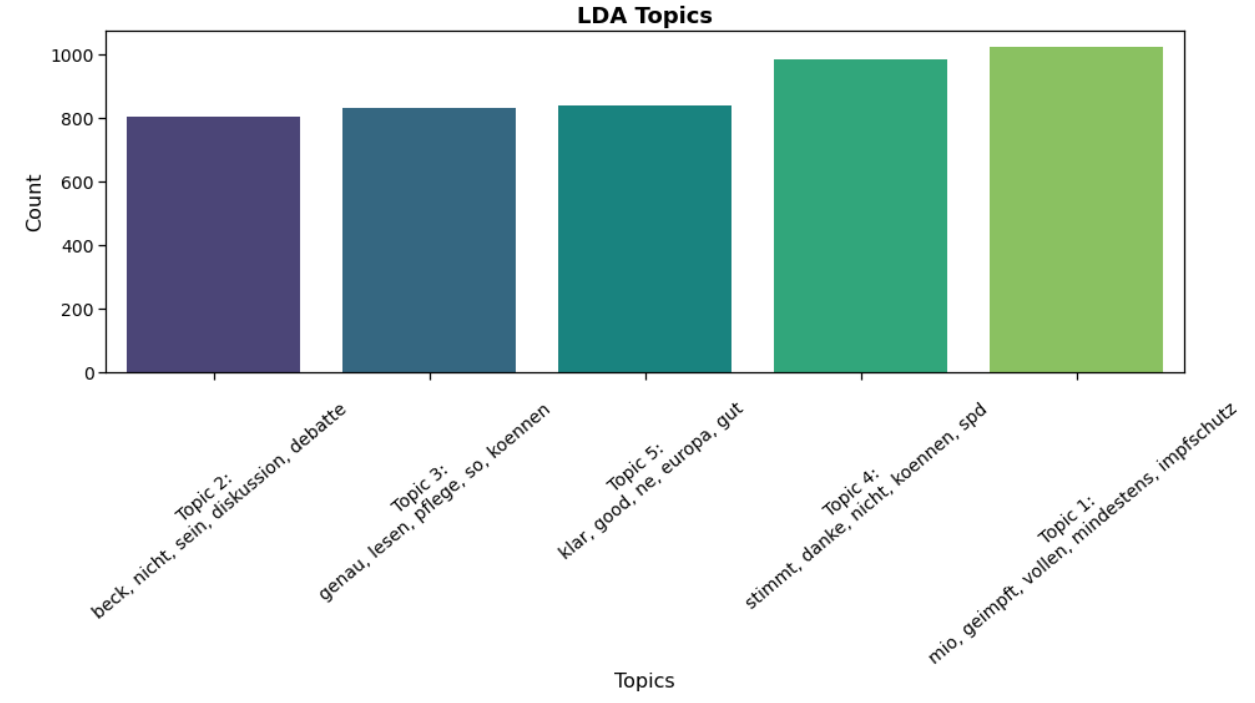 LDA Topics
Count
1000
800
600
400
200
0
Topic 2:
beck, nicht, sein, diskussion, debatte
Topic 3:
genau, lesen, pflege, so, koennen
Topic 5:
klar, good, ne, europa, gut
Topic 4:
stimmt, danke, nicht, koennen, spd
Topic 1:
mio, geimpft, vollen, mindestens, impfschutz
Topics